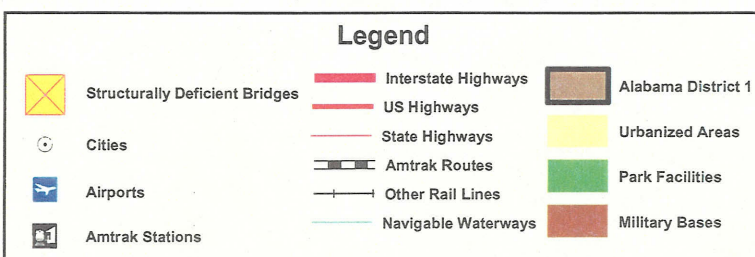 Legend
Structurally Deficient Bridges
Cities
Airports
Amtrak Stations
Interstate Highways
US Highways
State Highways
Amtrak Routes
Other Rail Lines
Navigable Waterways
Alabama District 1
Urbanized Areas
Park Facilities
Military Bases